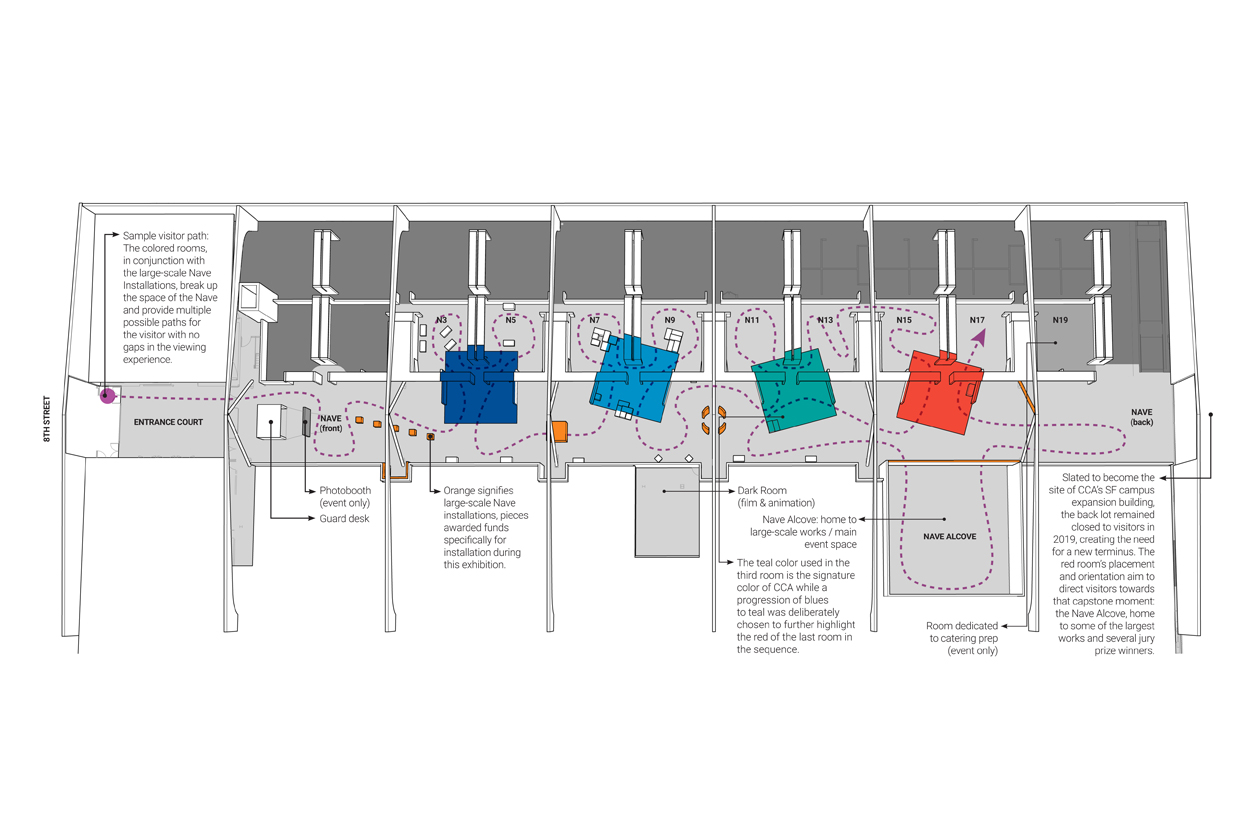 Sample visitor path:
The colored rooms,
in conjunction with
the large-scale Nave
Installations, break up
the space of the Nave
and provide multiple
possible paths for
the visitor with no
gaps in the viewing
experience.
N3
N5
N7
N9
N11
N13
N15
N17
N19
8TH STREET
ENTRANCE COURT
NAVE
(front)
NAVE
(back)
Photobooth
(event only)
Guard desk
Orange signifies
large-scale Nave
installations, pieces
awarded funds
specifically for
installation during
this exhibition.
Dark Room
(film & animation)
Nave Alcove: home to
large-scale works / main
event space
The teal color used in the
third room is the signature
color of CCA while a
progression of blues
to teal was deliberately
chosen to further highlight
the red of the last room in
the sequence.
NAVE ALCOVE
Room dedicated
to catering prep
(event only)
Slated to become the
site of CCA's SF campus
expansion building,
the back lot remained
closed to visitors in
2019, creating the need
for a new terminus. The
red room's placement
and orientation aim to
direct visitors towards
that capstone moment:
the Nave Alcove, home
to some of the largest
works and several jury
prize winners.